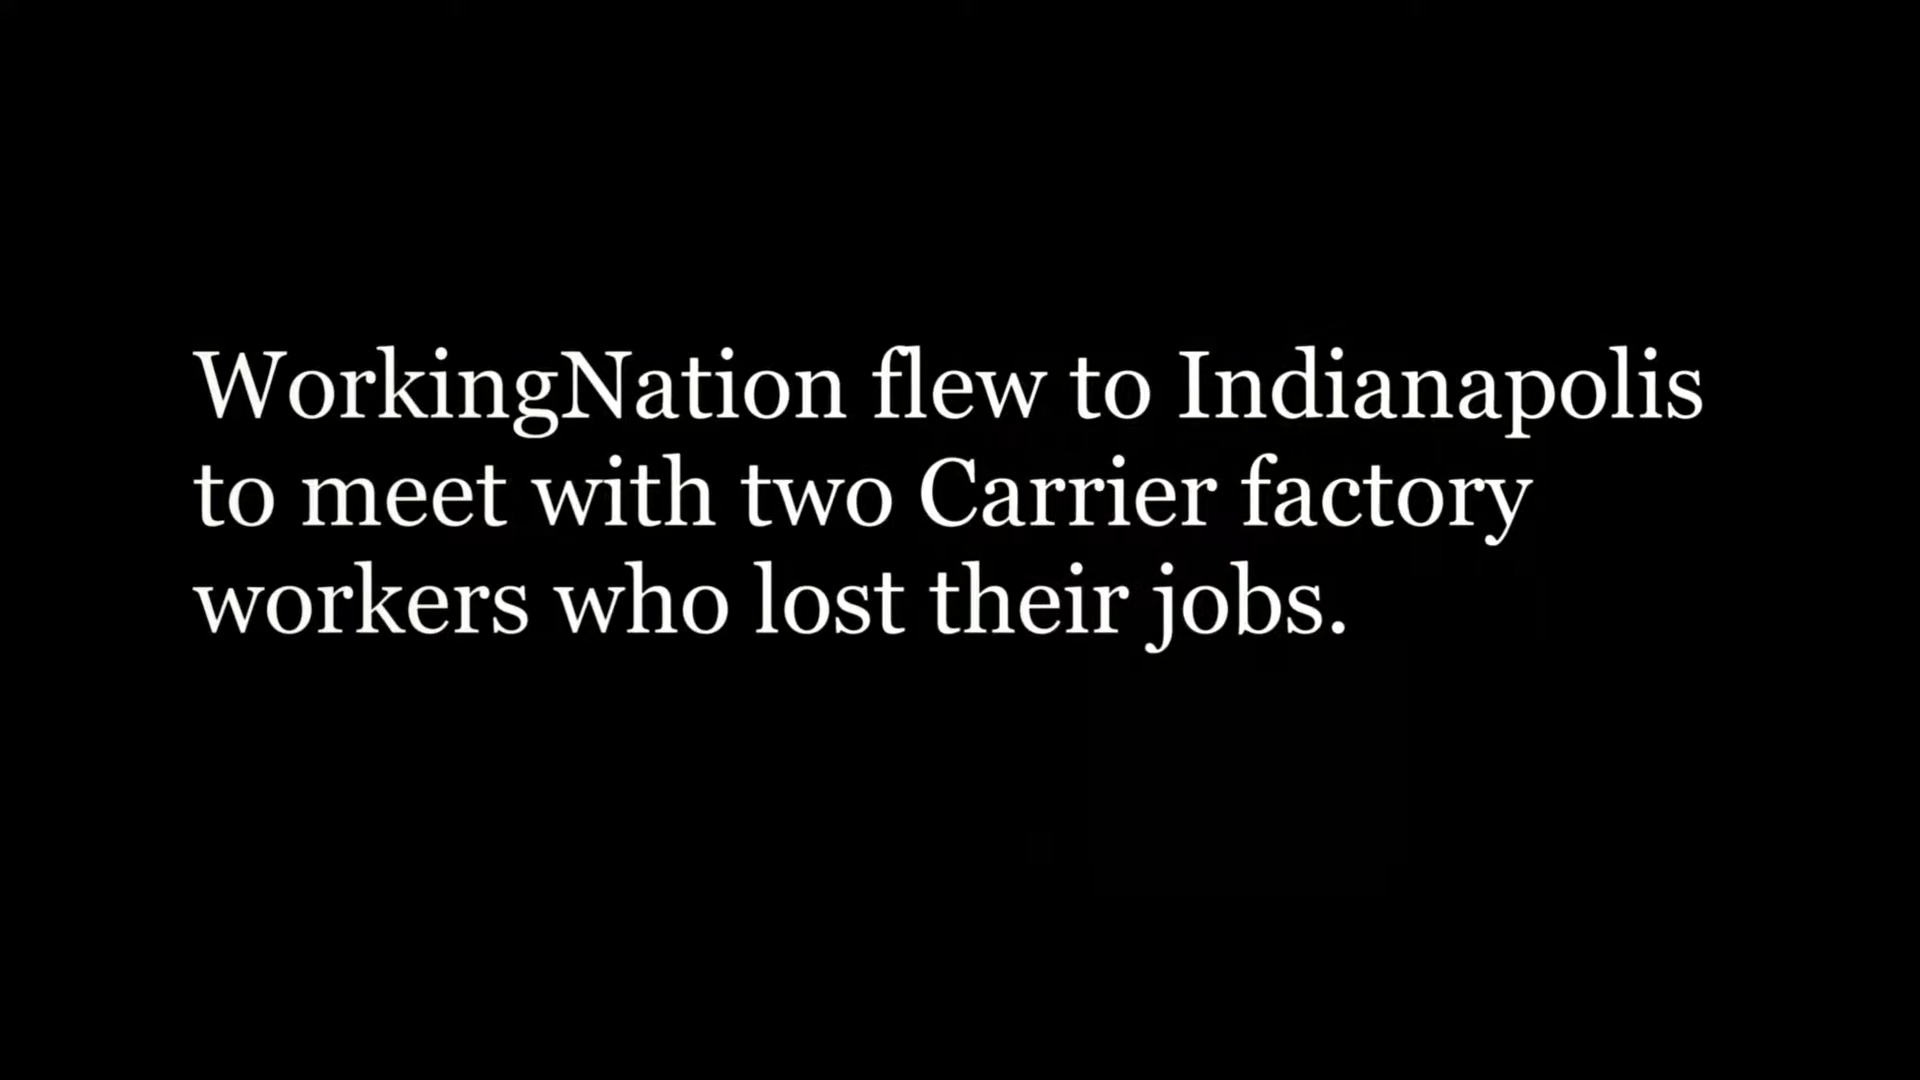 WorkingNation flew to Indianapolis
to meet with two Carrier factory
workers who lost their jobs.